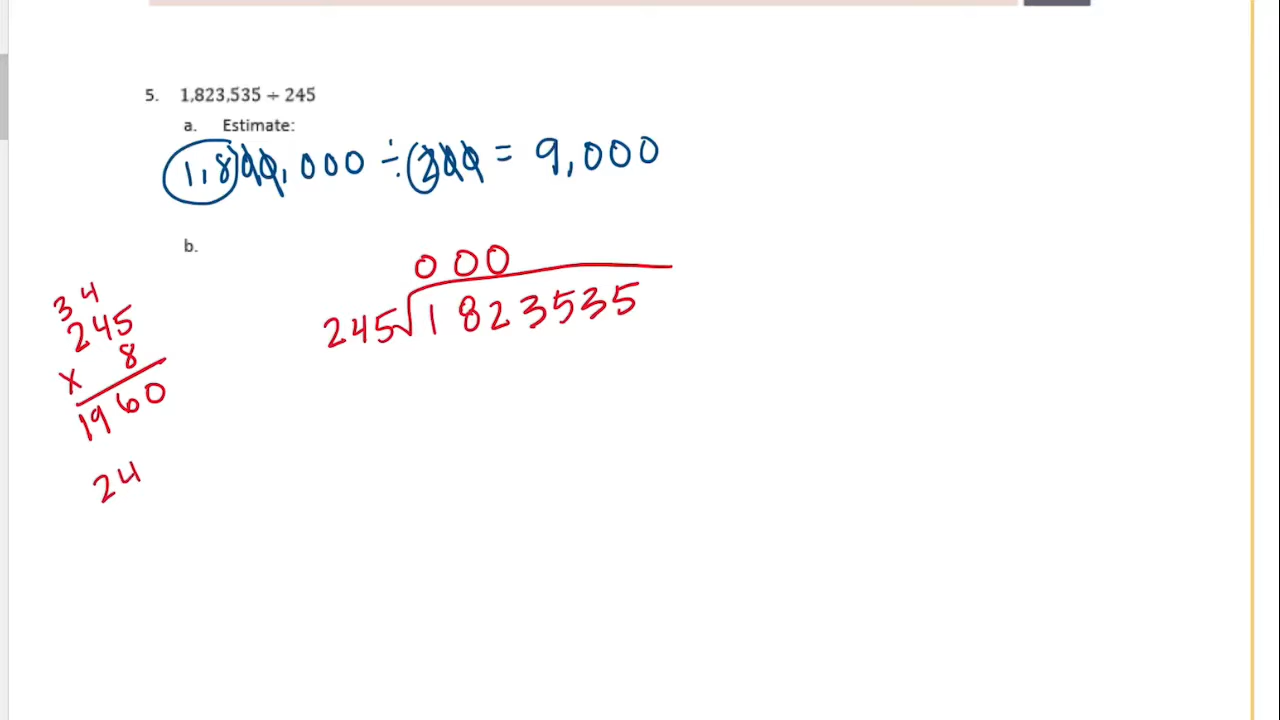 5. 1,823,535 ÷ 245
a. Estimate:
1,800,000 ÷ 200 = 9,000
b.
000
245√1823535
34
245
x 8
1960
24